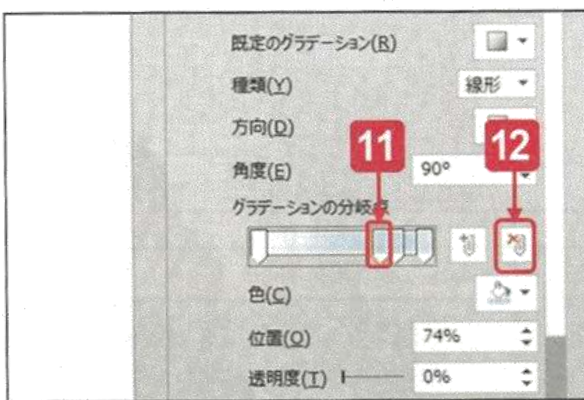 既定のグラデーション(R)
種類(Y) 線形
方向(D)
11 12
角度(E) 90°
グラデーションの分岐点
色(C)
位置(O) 74%
透明度(T) 0%